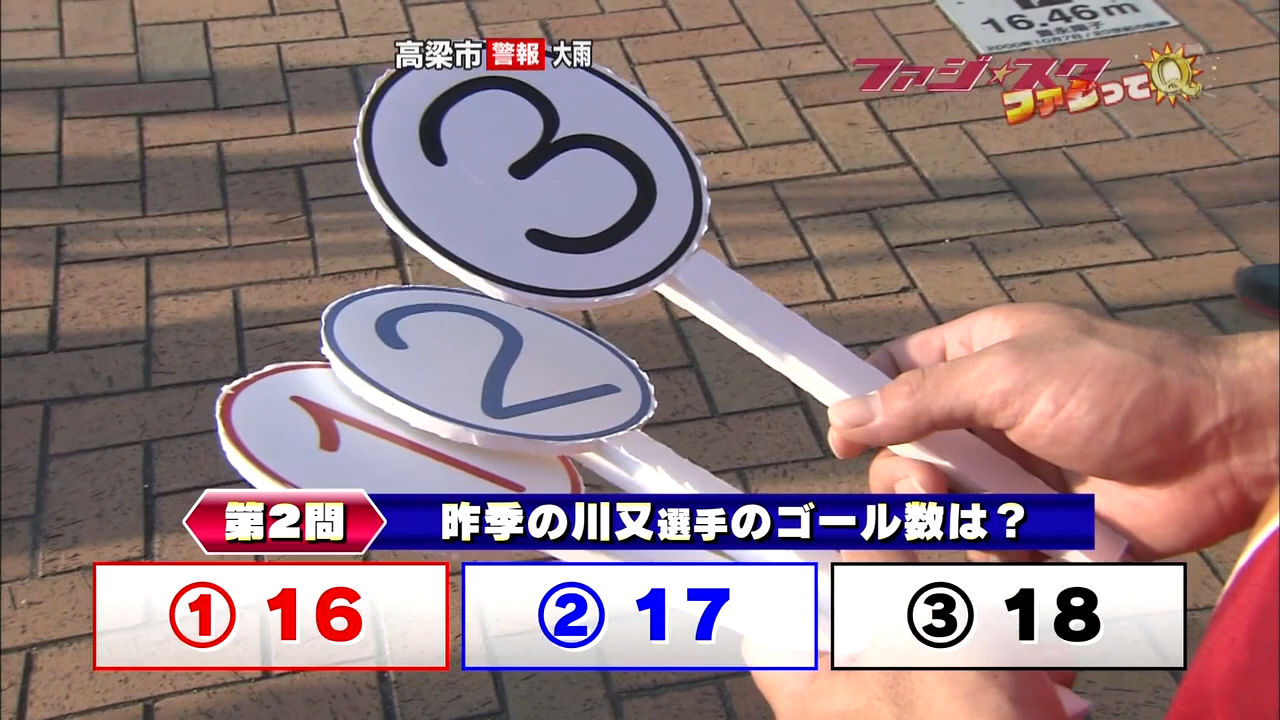 高梁市 警報 大雨
16.46m
ファジ★スタ
ファジってQ
3
2
1
第2問 昨季の川又選手のゴール数は？
① 16 ② 17 ③ 18